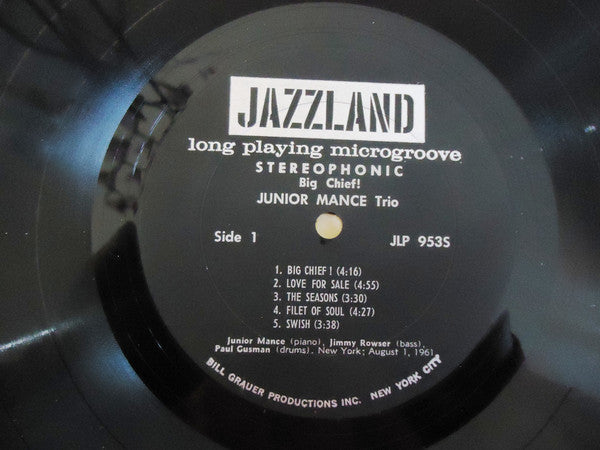 JAZZLAND
long playing microgroove
STEREOPHONIC
Big Chief!
JUNIOR MANCE Trio
Side 1
JLP 953S
1. BIG CHIEF! (4:16)
2. LOVE FOR SALE (4:55)
3. THE SEASONS (3:30)
4. FILET OF SOUL (4:27)
5. SWISH (3:38)
Junior Mance (piano), Jimmy Rowser (bass),
Paul Gusman (drums). New York; August 1, 1961
BILL GRAUER PRODUCTIONS INC. NEW YORK CITY